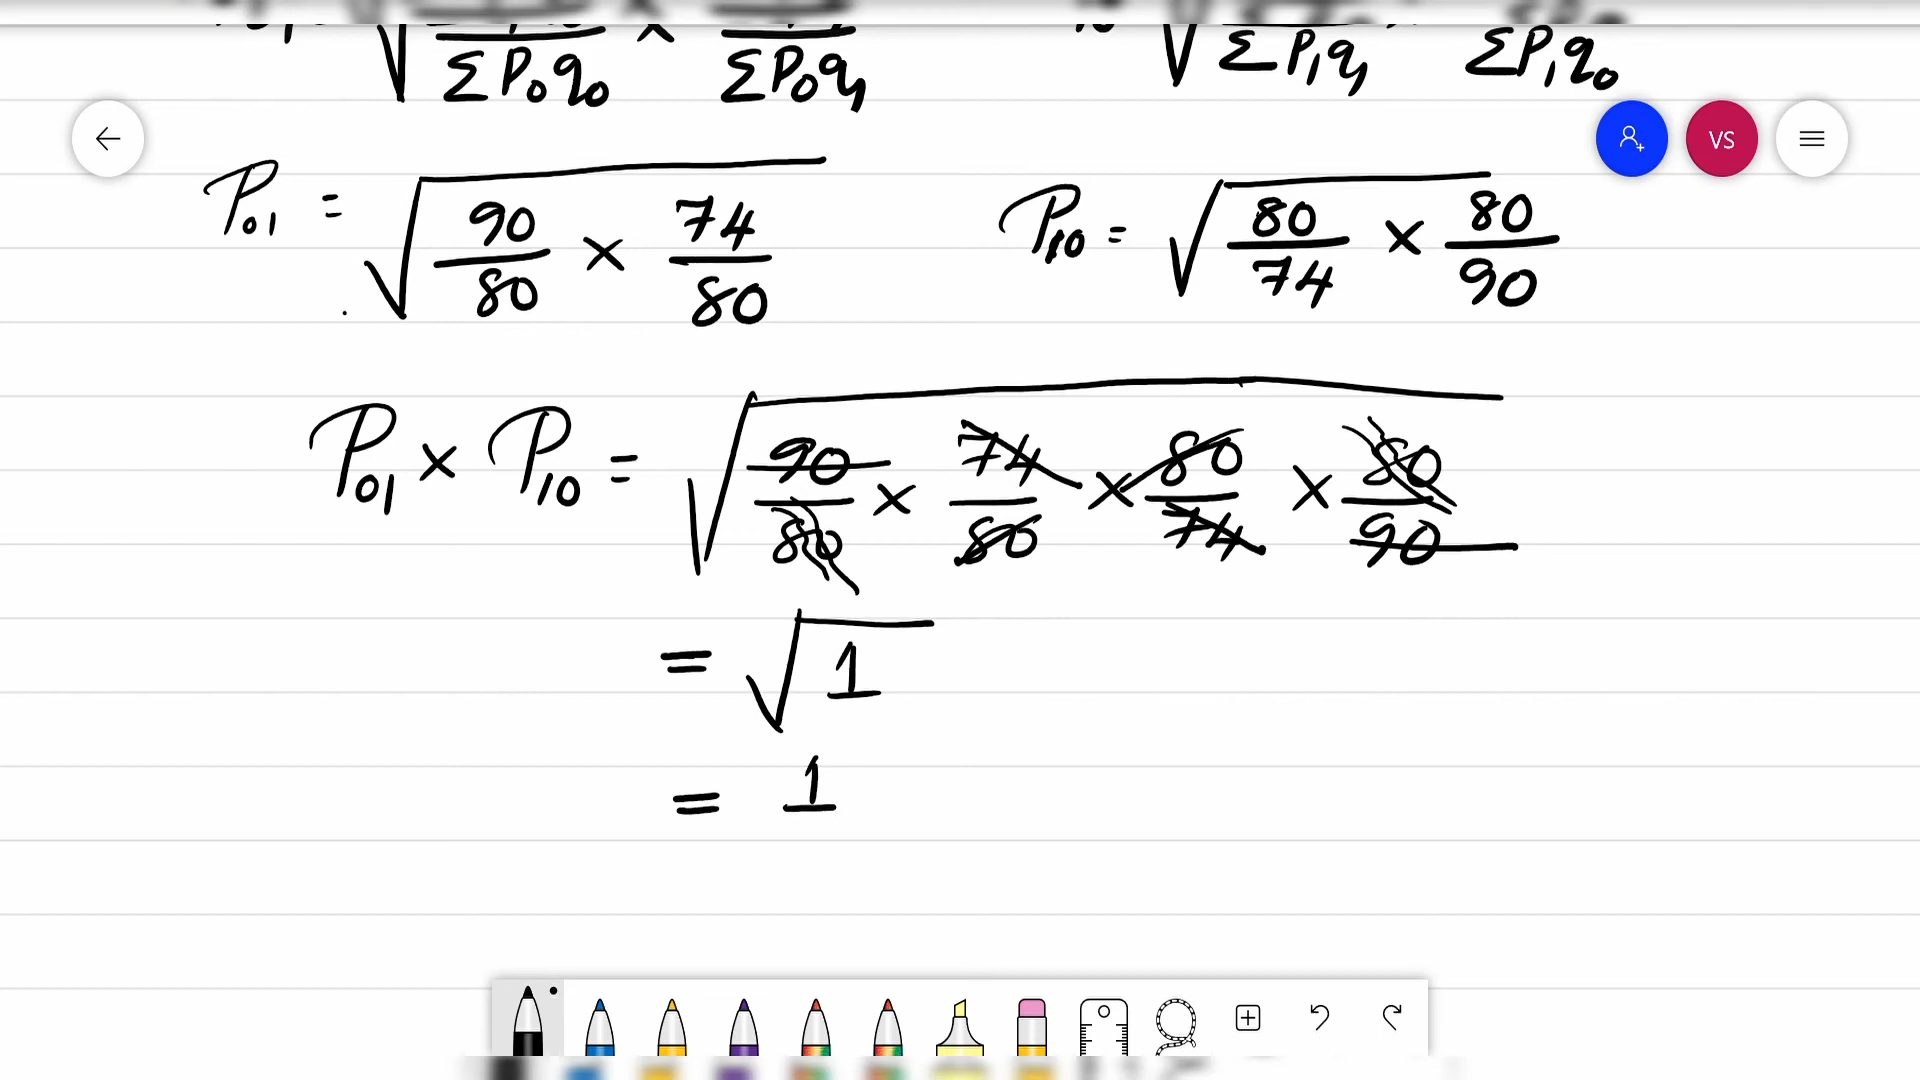 ΣP₀q₀ × ΣP₀q₁
ΣP₁q₁ ΣP₁q₀
VS
P₀₁ = √(90/80 × 74/80)
P₁₀ = √(80/74 × 80/90)
P₀₁ × P₁₀ = √(90/80 × 74/80 × 80/74 × 80/90)
= √1
= 1